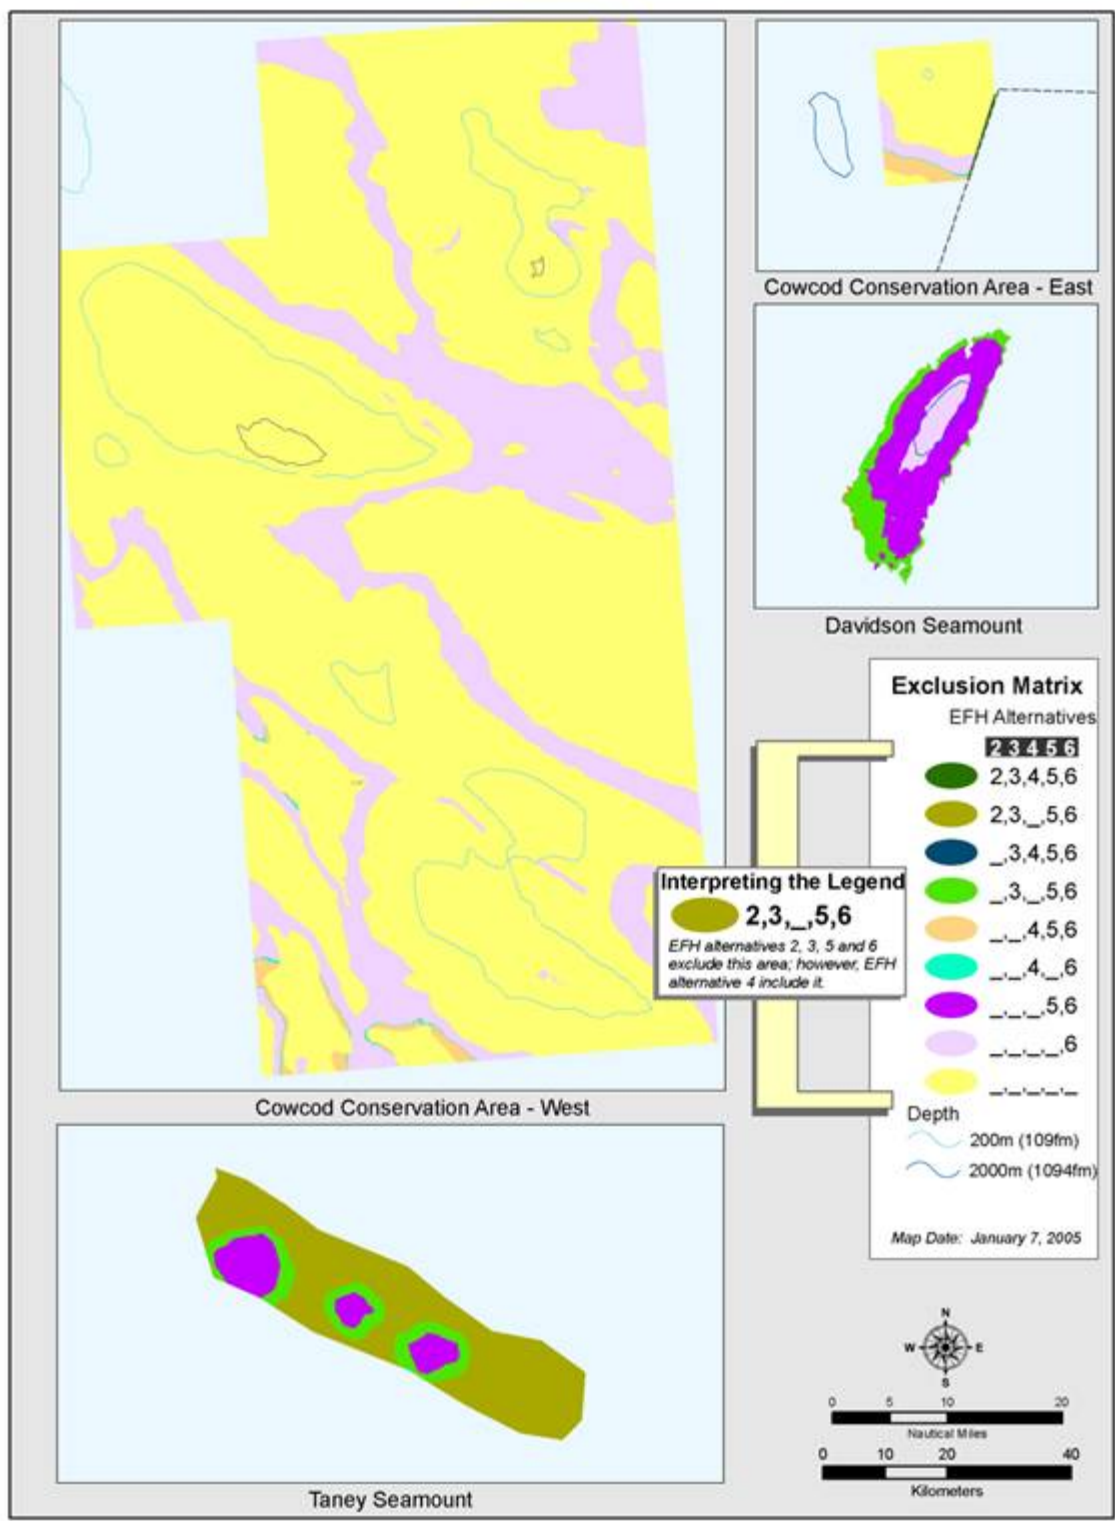 Cowcod Conservation Area - East
Davidson Seamount
Exclusion Matrix
EFH Alternatives
2 3 4 5 6
2,3,4,5,6
2,3,_,5,6
_,3,4,5,6
_,3,_,5,6
_,_,4,5,6
_,_,4,_,6
_,_,_,5,6
_,_,_,_,6
_,_,_,_,_
Depth
200m (109fm)
2000m (1094fm)
Map Date: January 7, 2005
Interpreting the Legend
2,3,_,5,6
EFH alternatives 2, 3, 5 and 6
exclude this area; however, EFH
alternative 4 include it.
Cowcod Conservation Area - West
Taney Seamount
N
W E
S
0 5 10 20
Nautical Miles
0 10 20 40
Kilometers